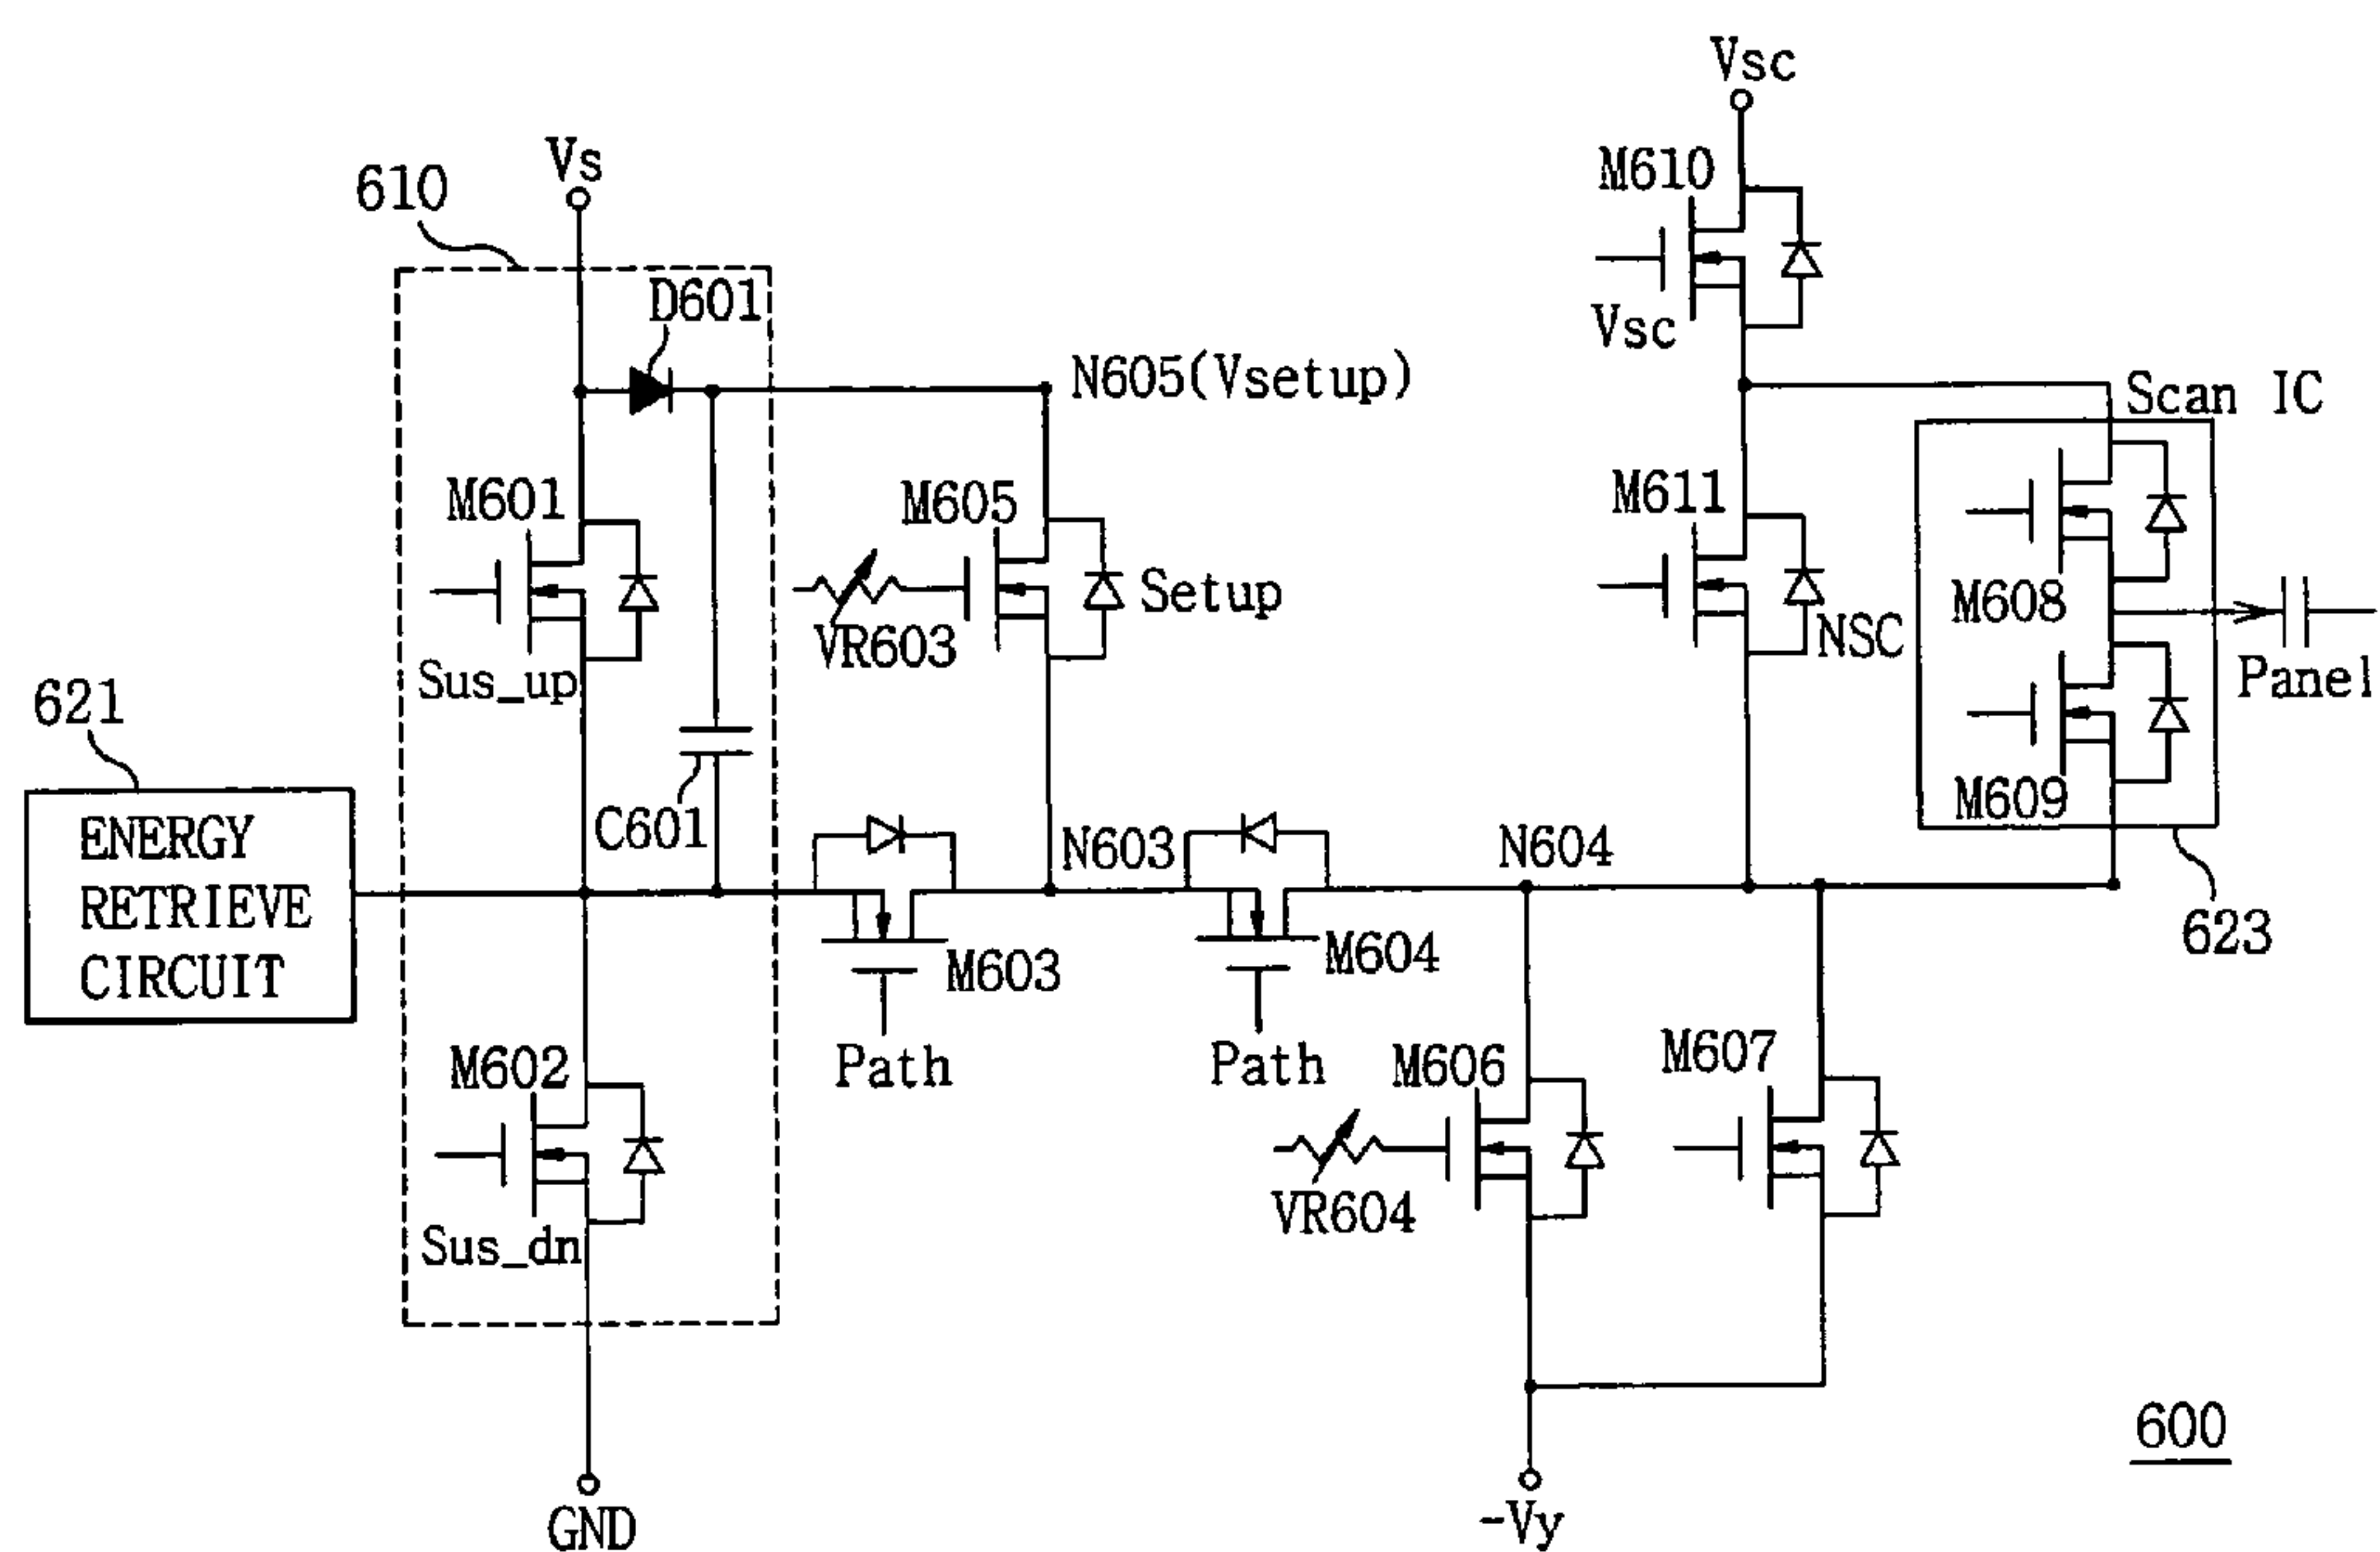 Vsc
Vs
M610
610
D601
Vsc
N605(Vsetup)
Scan IC
M601
M605
M611
Setup
M608
VR603
NSC
Sus_up
Panel
621
M609
C601
ENERGY
RETRIEVE
CIRCUIT
N603
N604
623
M603
M604
M602
Path
Path
M606
M607
VR604
Sus_dn
600
GND
-Vy